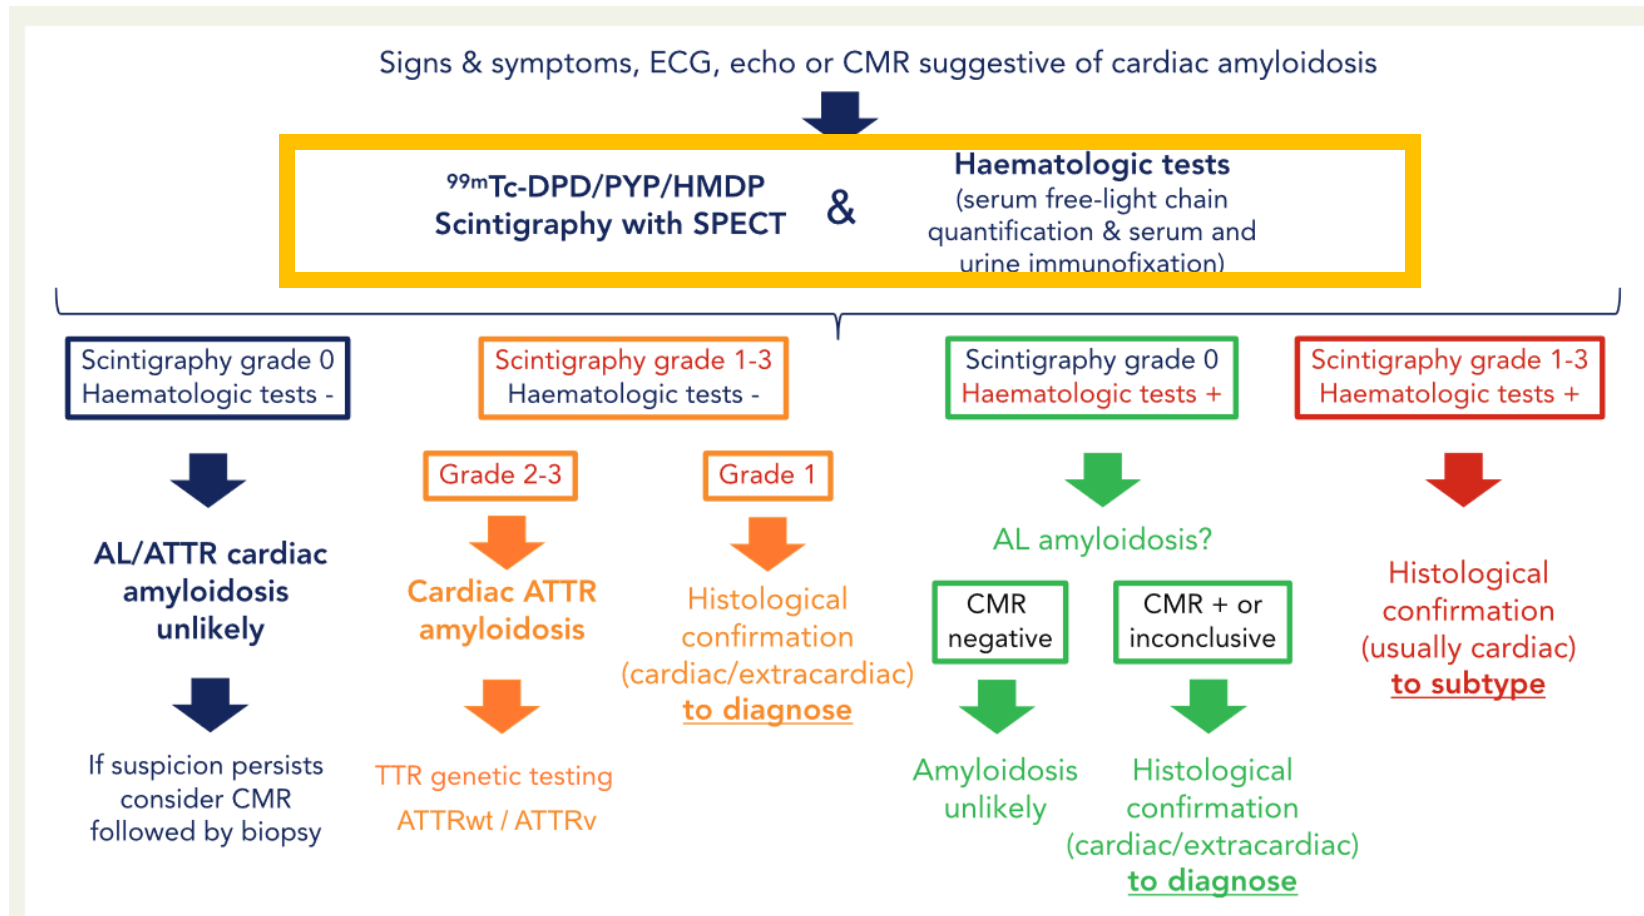 Signs & symptoms, ECG, echo or CMR suggestive of cardiac amyloidosis
⁹⁹ᵐTc-DPD/PYP/HMDP
Scintigraphy with SPECT
&
Haematologic tests
(serum free-light chain
quantification & serum and
urine immunofixation)
Scintigraphy grade 0
Haematologic tests -
AL/ATTR cardiac
amyloidosis
unlikely
If suspicion persists
consider CMR
followed by biopsy
Scintigraphy grade 1-3
Haematologic tests -
Grade 2-3
Cardiac ATTR
amyloidosis
TTR genetic testing
ATTRwt / ATTRv
Grade 1
Histological
confirmation
(cardiac/extracardiac)
to diagnose
Scintigraphy grade 0
Haematologic tests +
AL amyloidosis?
CMR
negative
Amyloidosis
unlikely
CMR + or
inconclusive
Histological
confirmation
(cardiac/extracardiac)
to diagnose
Scintigraphy grade 1-3
Haematologic tests +
Histological
confirmation
(usually cardiac)
to subtype